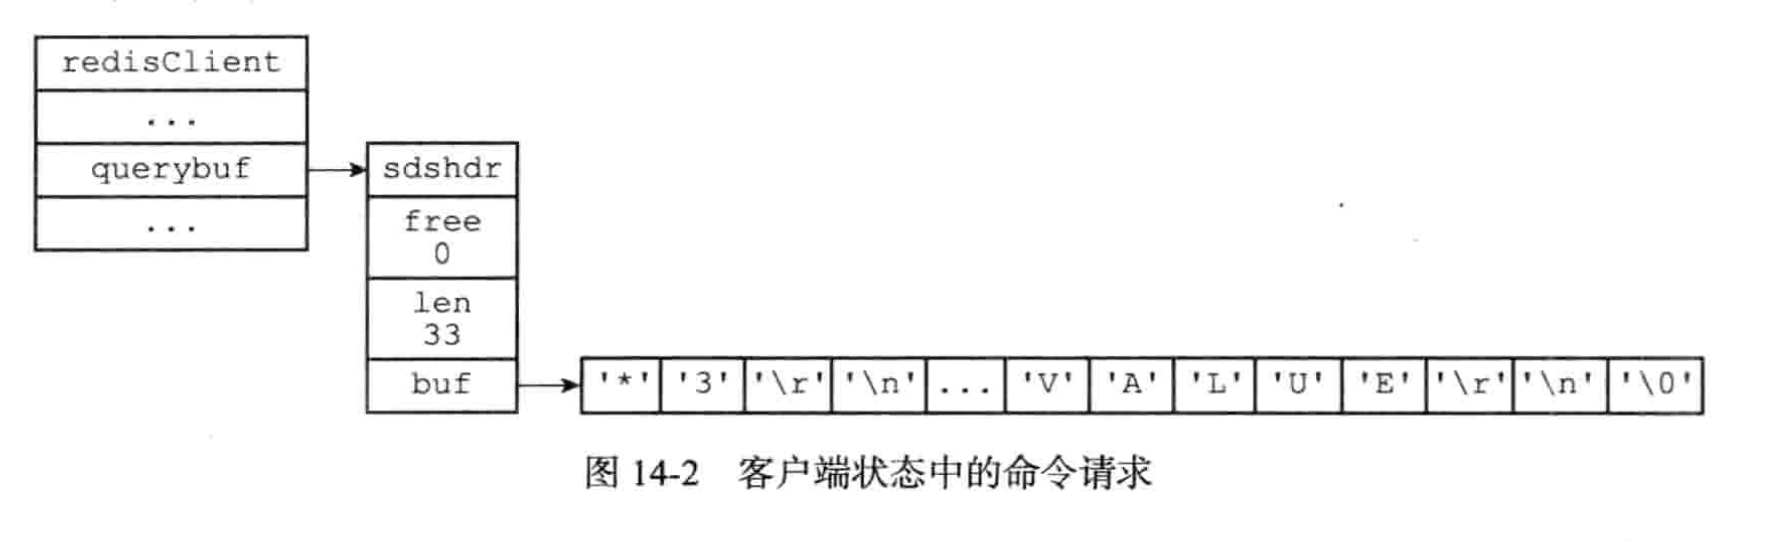 redisClient
...
querybuf
...
sdshdr
free
0
len
33
buf
'*' '3' '\r' '\n' ... 'V' 'A' 'L' 'U' 'E' '\r' '\n' '\0'
图 14-2 客户端状态中的命令请求